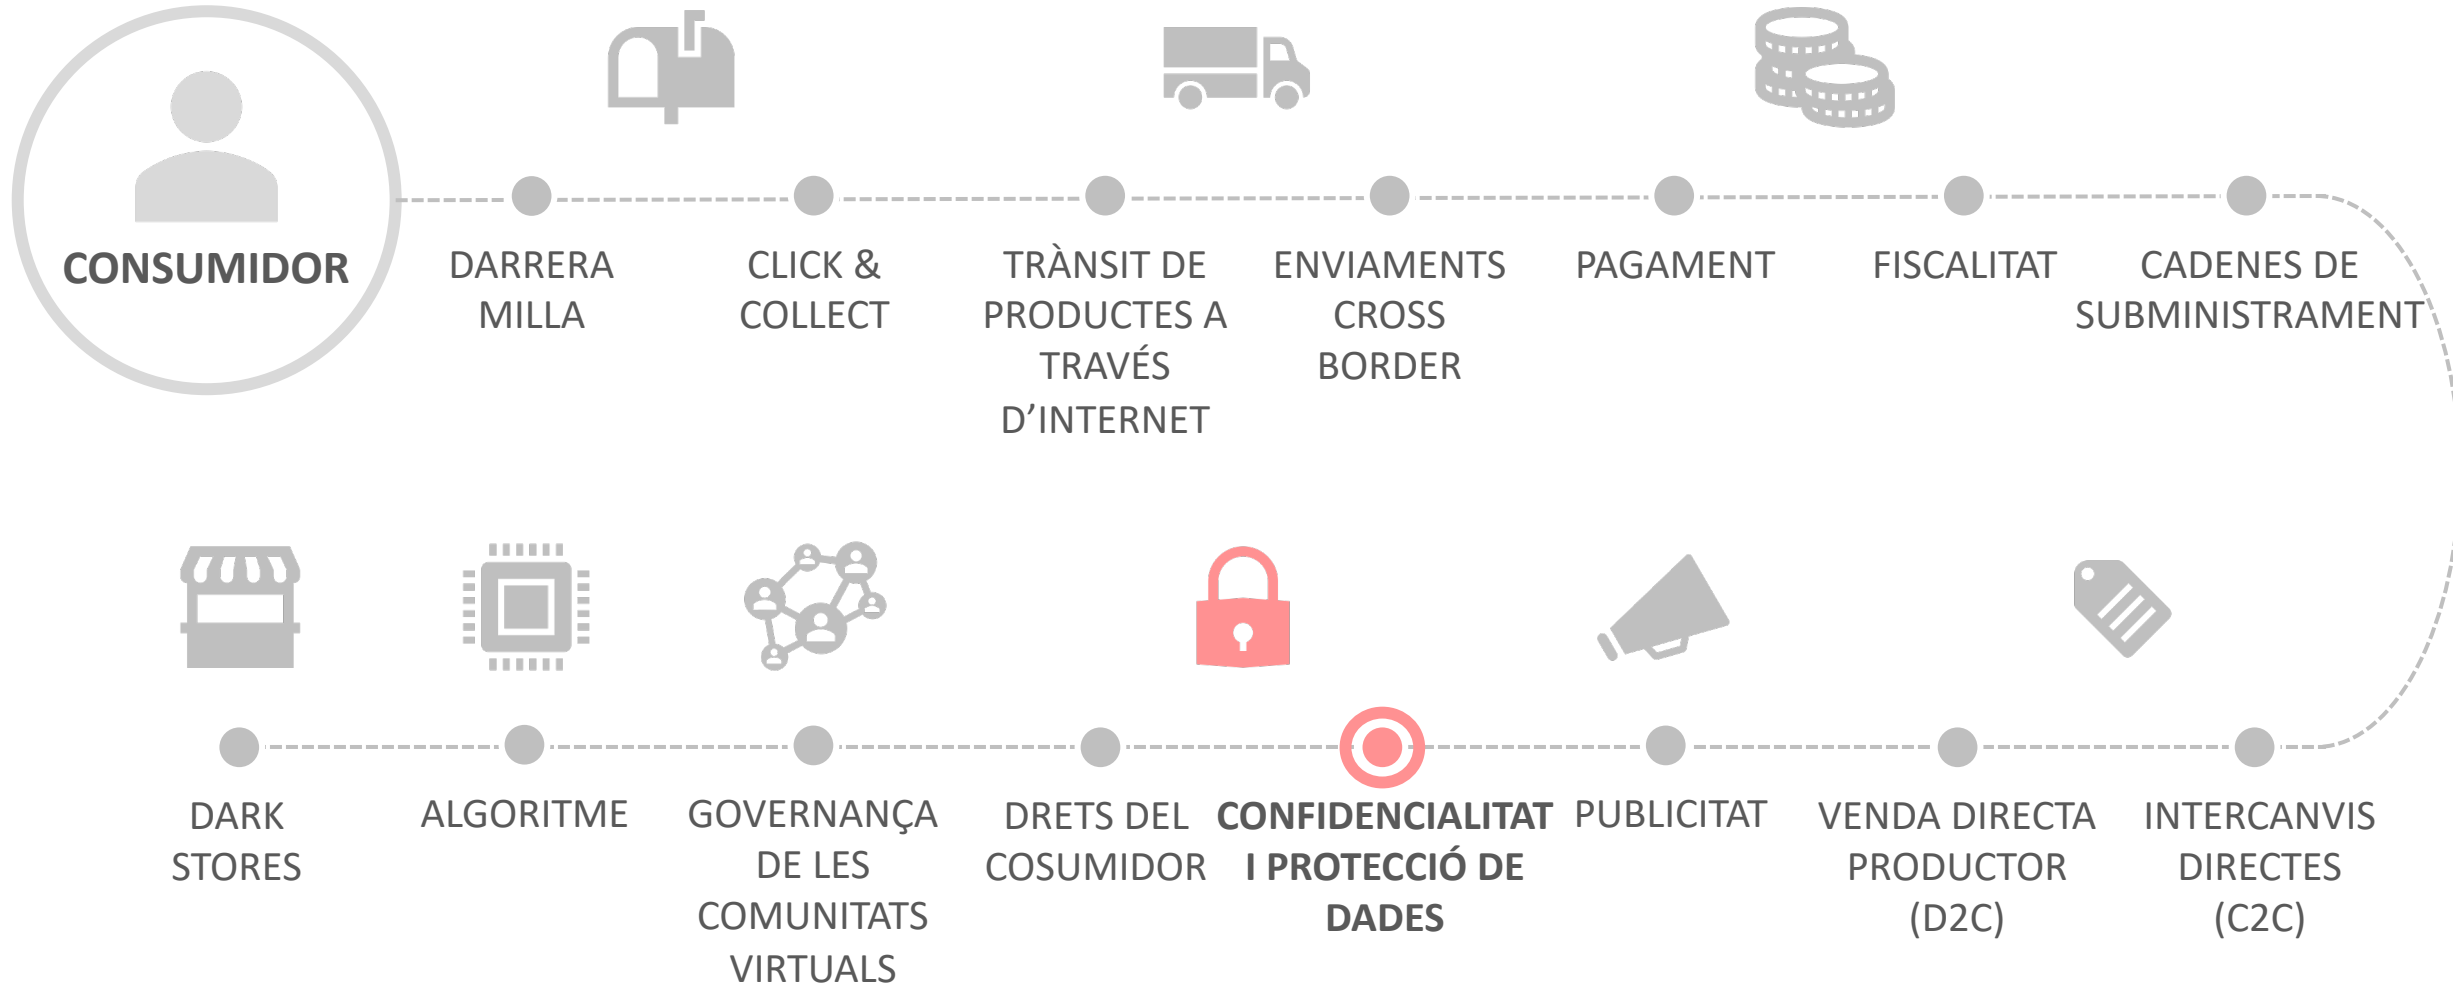 CONSUMIDOR
DARRERA
MILLA
CLICK &
COLLECT
TRÀNSIT DE
PRODUCTES A
TRAVÉS
D’INTERNET
ENVIAMENTS
CROSS
BORDER
PAGAMENT
FISCALITAT
CADENES DE
SUBMINISTRAMENT
DARK
STORES
ALGORITME
GOVERNANÇA
DE LES
COMUNITATS
VIRTUALS
DRETS DEL
COSUMIDOR
CONFIDENCIALITAT
I PROTECCIÓ DE
DADES
PUBLICITAT
VENDA DIRECTA
PRODUCTOR
(D2C)
INTERCANVIS
DIRECTES
(C2C)